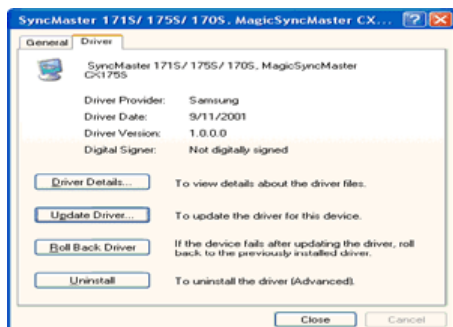 SyncMaster 171S/ 175S/ 170S, MagicSyncMaster CX...
General
Driver
SyncMaster 171S/ 175S/ 170S, MagicSyncMaster
CX175S
Driver Provider: Samsung
Driver Date: 9/11/2001
Driver Version: 1.0.0.0
Digital Signer: Not digitally signed
Driver Details...
To view details about the driver files.
Update Driver...
To update the driver for this device.
Roll Back Driver
If the device fails after updating the driver, roll
back to the previously installed driver.
Uninstall
To uninstall the driver (Advanced).
Close
Cancel